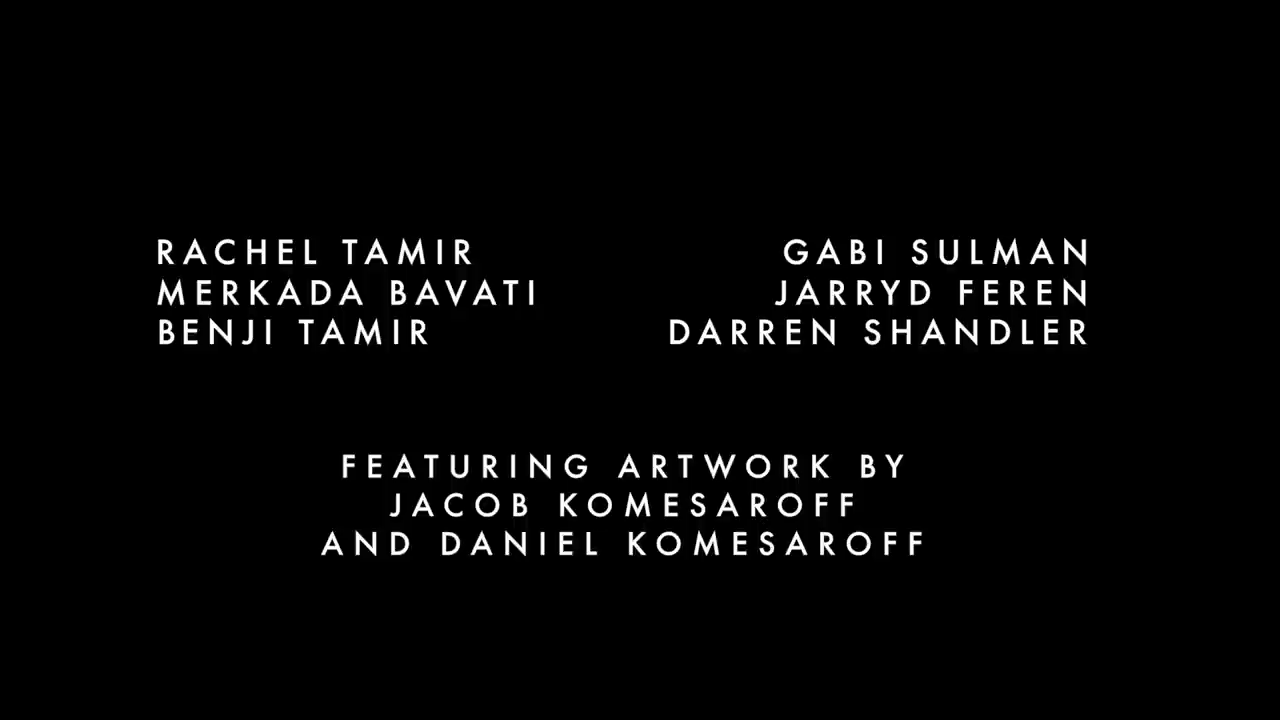 RACHEL TAMIR
MERKADA BAVATI
BENJI TAMIR
GABI SULMAN
JARRYD FEREN
DARREN SHANDLER
FEATURING ARTWORK BY
JACOB KOMESAROFF
AND DANIEL KOMESAROFF